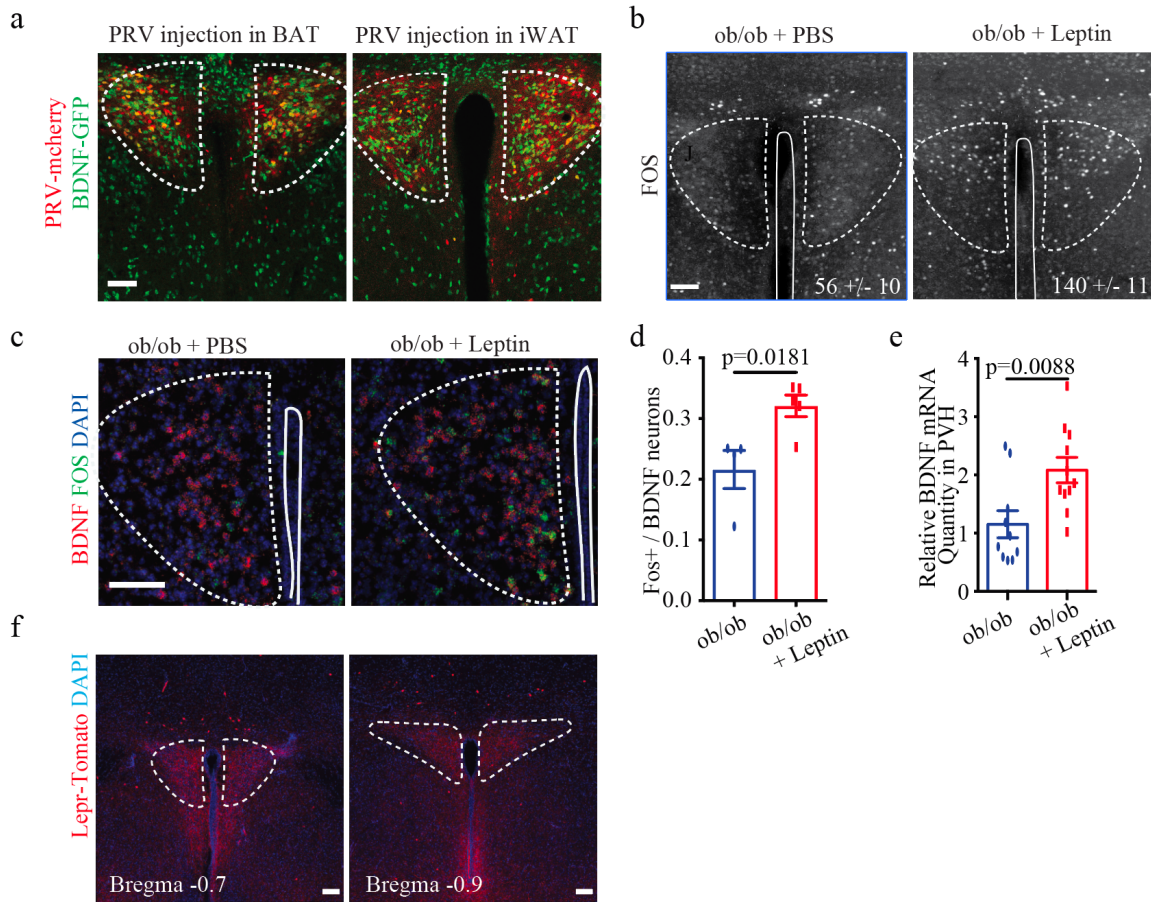 a
PRV injection in BAT
PRV injection in iWAT
PRV-mcherry
BDNF-GFP
b
ob/ob + PBS
ob/ob + Leptin
FOS
J
56 +/- 10
140 +/- 11
c
ob/ob + PBS
ob/ob + Leptin
BDNF FOS DAPI
d
p=0.0181
Fos+ / BDNF neurons
0.4
0.3
0.2
0.1
0.0
ob/ob
ob/ob
+ Leptin
e
p=0.0088
Relative BDNF mRNA
Quantity in PVH
4
3
2
1
0
ob/ob
ob/ob
+ Leptin
f
Lepr-Tomato DAPI
Bregma -0.7
Bregma -0.9